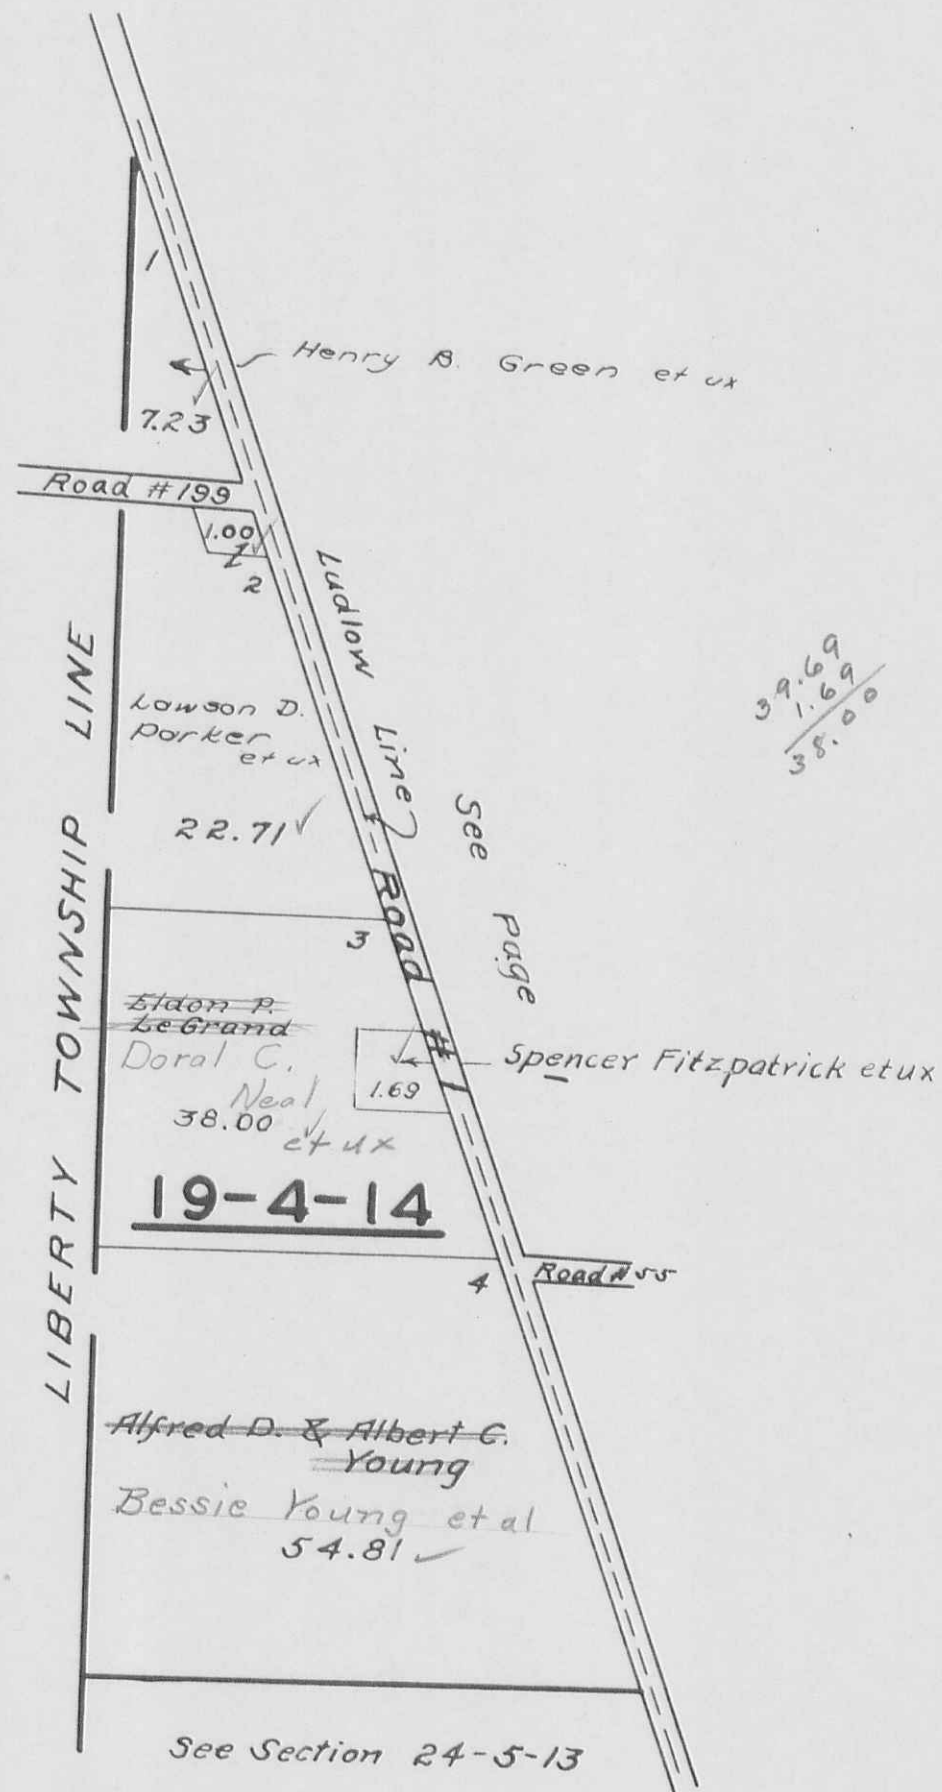 1
Henry B. Green et ux
7.23
Road #199
1.00
2
Ludlow Line
Lawson D.
Parker
et ux
22.71
39.69
1.69
38.00
See Page
Road #1
3
Eldon P.
LeGrand
Doral C.
Neal
38.00
et ux
1.69
Spencer Fitzpatrick et ux
19-4-14
4
Road #55
LIBERTY TOWNSHIP LINE
Alfred D. & Albert C.
Young
Bessie Young et al
54.81
See Section 24-5-13